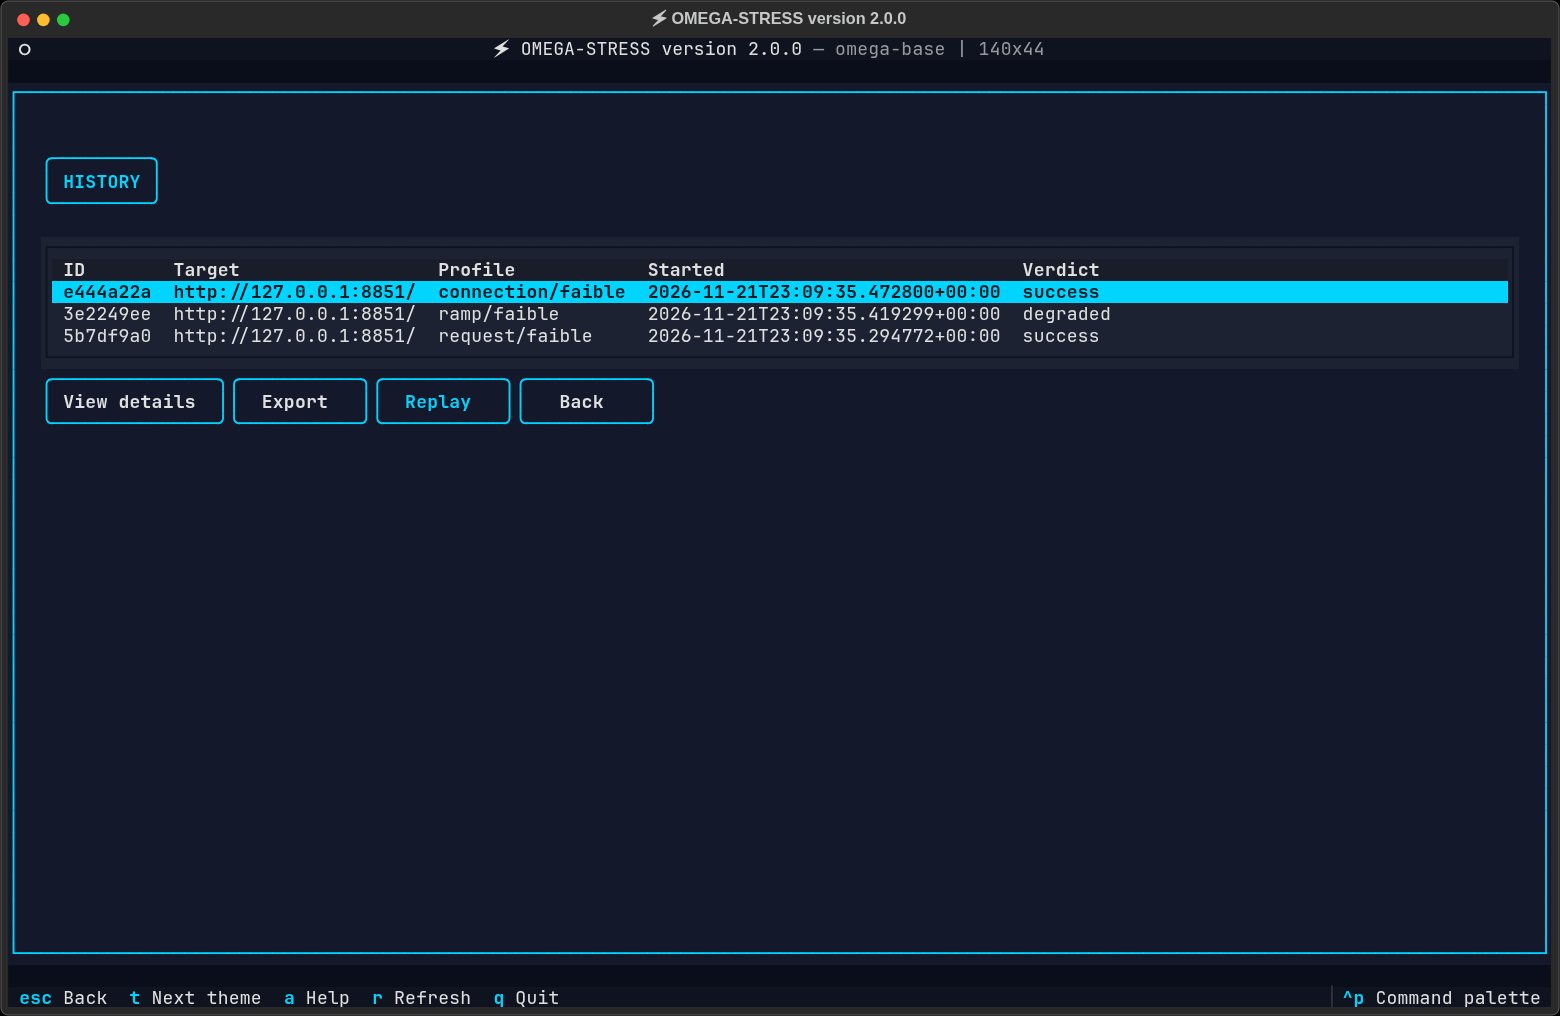 ⚡ OMEGA-STRESS version 2.0.0
⚡ OMEGA-STRESS version 2.0.0 — omega-base | 140x44
HISTORY
ID Target Profile Started Verdict
e444a22a http://127.0.0.1:8851/ connection/faible 2026-11-21T23:09:35.472800+00:00 success
3e2249ee http://127.0.0.1:8851/ ramp/faible 2026-11-21T23:09:35.419299+00:00 degraded
5b7df9a0 http://127.0.0.1:8851/ request/faible 2026-11-21T23:09:35.294772+00:00 success
View details Export Replay Back
esc Back t Next theme a Help r Refresh q Quit ^p Command palette